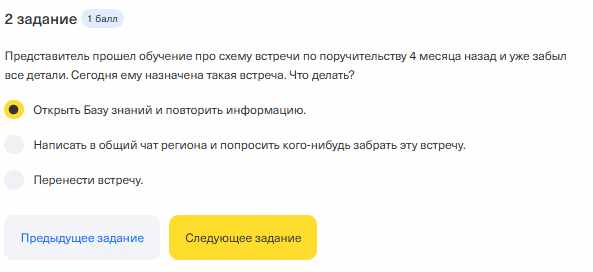 2 задание 1 балл
Представитель прошел обучение про схему встречи по поручительству 4 месяца назад и уже забыл
все детали. Сегодня ему назначена такая встреча. Что делать?
Открыть Базу знаний и повторить информацию.
Написать в общий чат региона и попросить кого-нибудь забрать эту встречу.
Перенести встречу.
Предыдущее задание Следующее задание